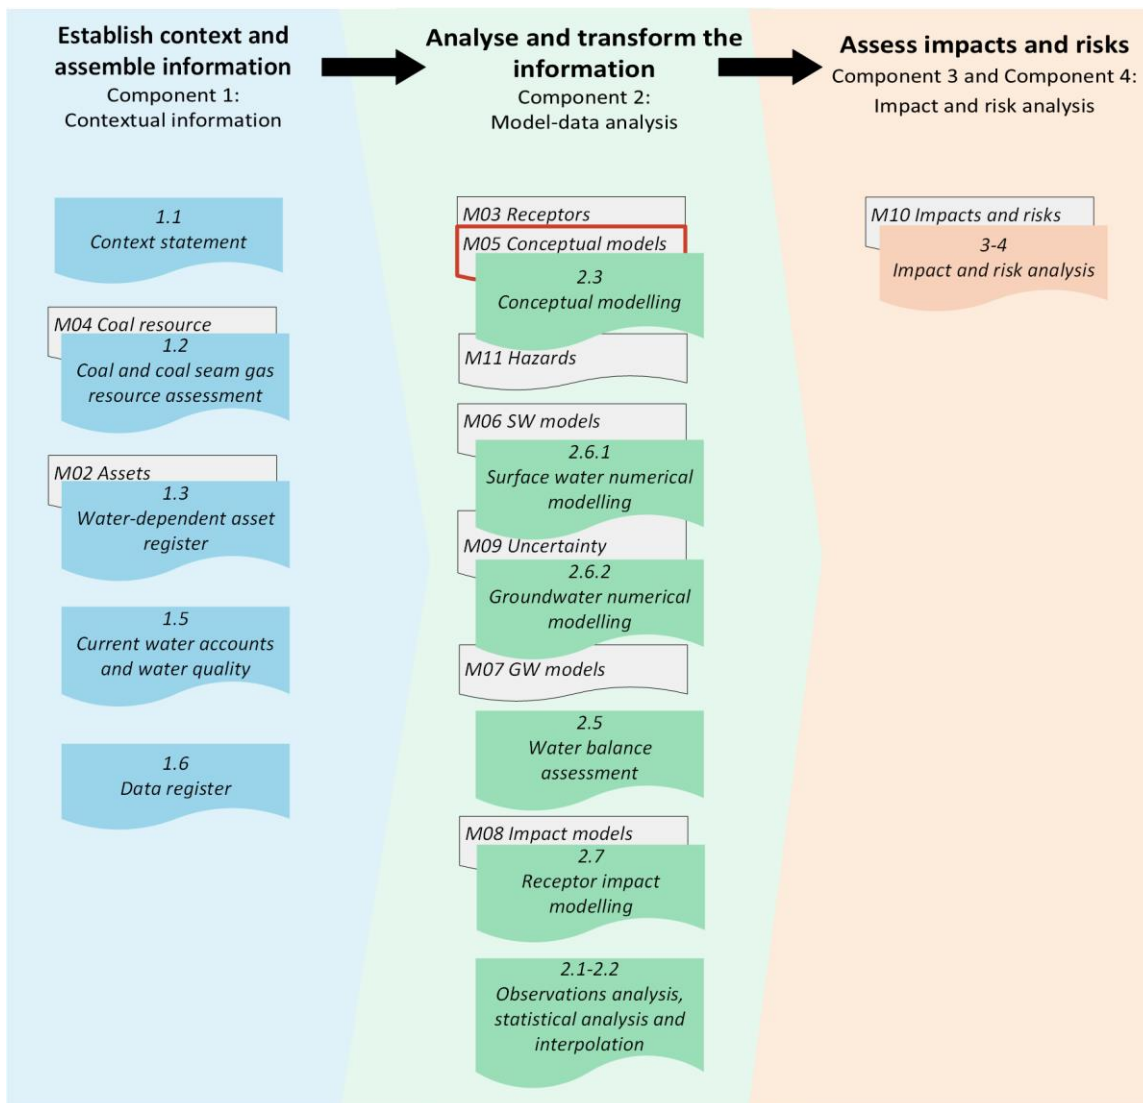 Establish context and
assemble information
Component 1:
Contextual information
Analyse and transform the
information
Component 2:
Model-data analysis
Assess impacts and risks
Component 3 and Component 4:
Impact and risk analysis
1.1
Context statement
M04 Coal resource
1.2
Coal and coal seam gas
resource assessment
M02 Assets
1.3
Water-dependent asset
register
1.5
Current water accounts
and water quality
1.6
Data register
M03 Receptors
M05 Conceptual models
2.3
Conceptual modelling
M11 Hazards
M06 SW models
2.6.1
Surface water numerical
modelling
M09 Uncertainty
2.6.2
Groundwater numerical
modelling
M07 GW models
2.5
Water balance
assessment
M08 Impact models
2.7
Receptor impact
modelling
2.1-2.2
Observations analysis,
statistical analysis and
interpolation
M10 Impacts and risks
3-4
Impact and risk analysis